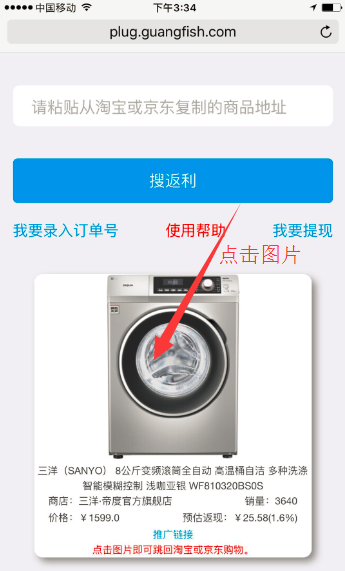 中国移动 下午3:34
plug.guangfish.com
请粘贴从淘宝或京东复制的商品地址
搜返利
我要录入订单号 使用帮助 我要提现
点击图片
三洋（SANYO） 8公斤变频滚筒全自动 高温桶自洁 多种洗涤
智能模糊控制 浅咖亚银 WF810320BS0S
商店：三洋·帝度官方旗舰店 销量：3640
价格：￥1599.0 预估返现：￥25.58(1.6%)
推广链接
点击图片即可跳回淘宝或京东购物。